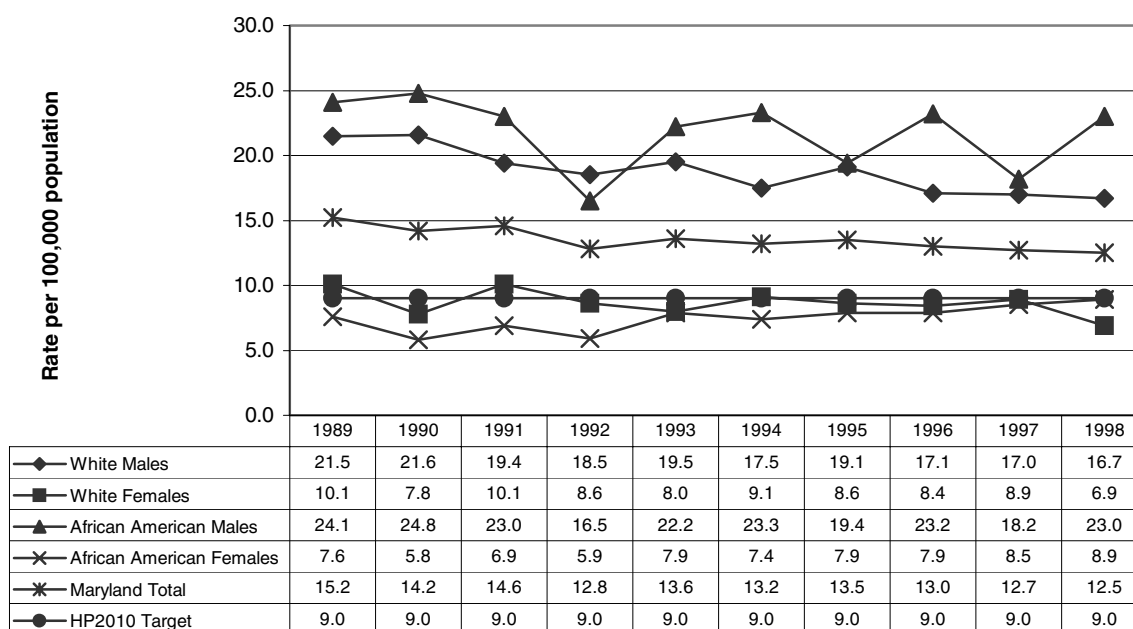 30.0
25.0
20.0
15.0
10.0
5.0
0.0
Rate per 100,000 population
1989 1990 1991 1992 1993 1994 1995 1996 1997 1998
White Males 21.5 21.6 19.4 18.5 19.5 17.5 19.1 17.1 17.0 16.7
White Females 10.1 7.8 10.1 8.6 8.0 9.1 8.6 8.4 8.9 6.9
African American Males 24.1 24.8 23.0 16.5 22.2 23.3 19.4 23.2 18.2 23.0
African American Females 7.6 5.8 6.9 5.9 7.9 7.4 7.9 7.9 8.5 8.9
Maryland Total 15.2 14.2 14.6 12.8 13.6 13.2 13.5 13.0 12.7 12.5
HP2010 Target 9.0 9.0 9.0 9.0 9.0 9.0 9.0 9.0 9.0 9.0